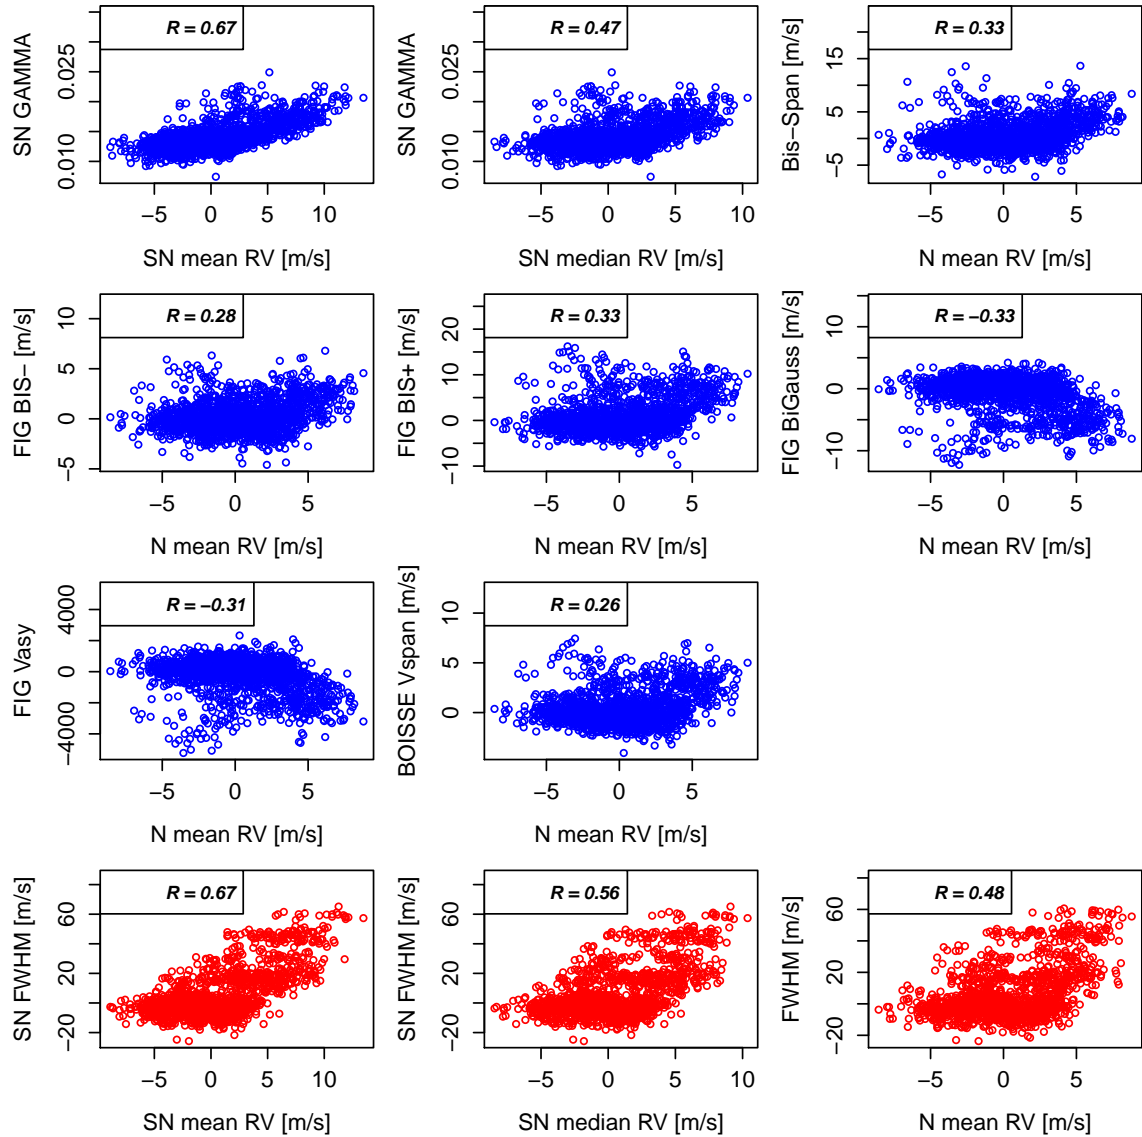 R = 0.67
SN GAMMA
0.010 0.025
−5 0 5 10
SN mean RV [m/s]
R = 0.47
SN GAMMA
0.010 0.025
−5 0 5 10
SN median RV [m/s]
R = 0.33
Bis−Span [m/s]
−5 5 15
−5 0 5
N mean RV [m/s]
R = 0.28
FIG BIS− [m/s]
−5 0 5 10
−5 0 5
N mean RV [m/s]
R = 0.33
FIG BIS+ [m/s]
−10 0 10 20
−5 0 5
N mean RV [m/s]
R = −0.33
FIG BiGauss [m/s]
−10 0 10
−5 0 5
N mean RV [m/s]
R = −0.31
FIG Vasy
−4000 0 4000
−5 0 5
N mean RV [m/s]
R = 0.26
BOISSE Vspan [m/s]
0 5 10
−5 0 5
N mean RV [m/s]
R = 0.67
SN FWHM [m/s]
−20 20 60
−5 0 5 10
SN mean RV [m/s]
R = 0.56
SN FWHM [m/s]
−20 20 60
−5 0 5 10
SN median RV [m/s]
R = 0.48
FWHM [m/s]
−20 20 60
−5 0 5
N mean RV [m/s]